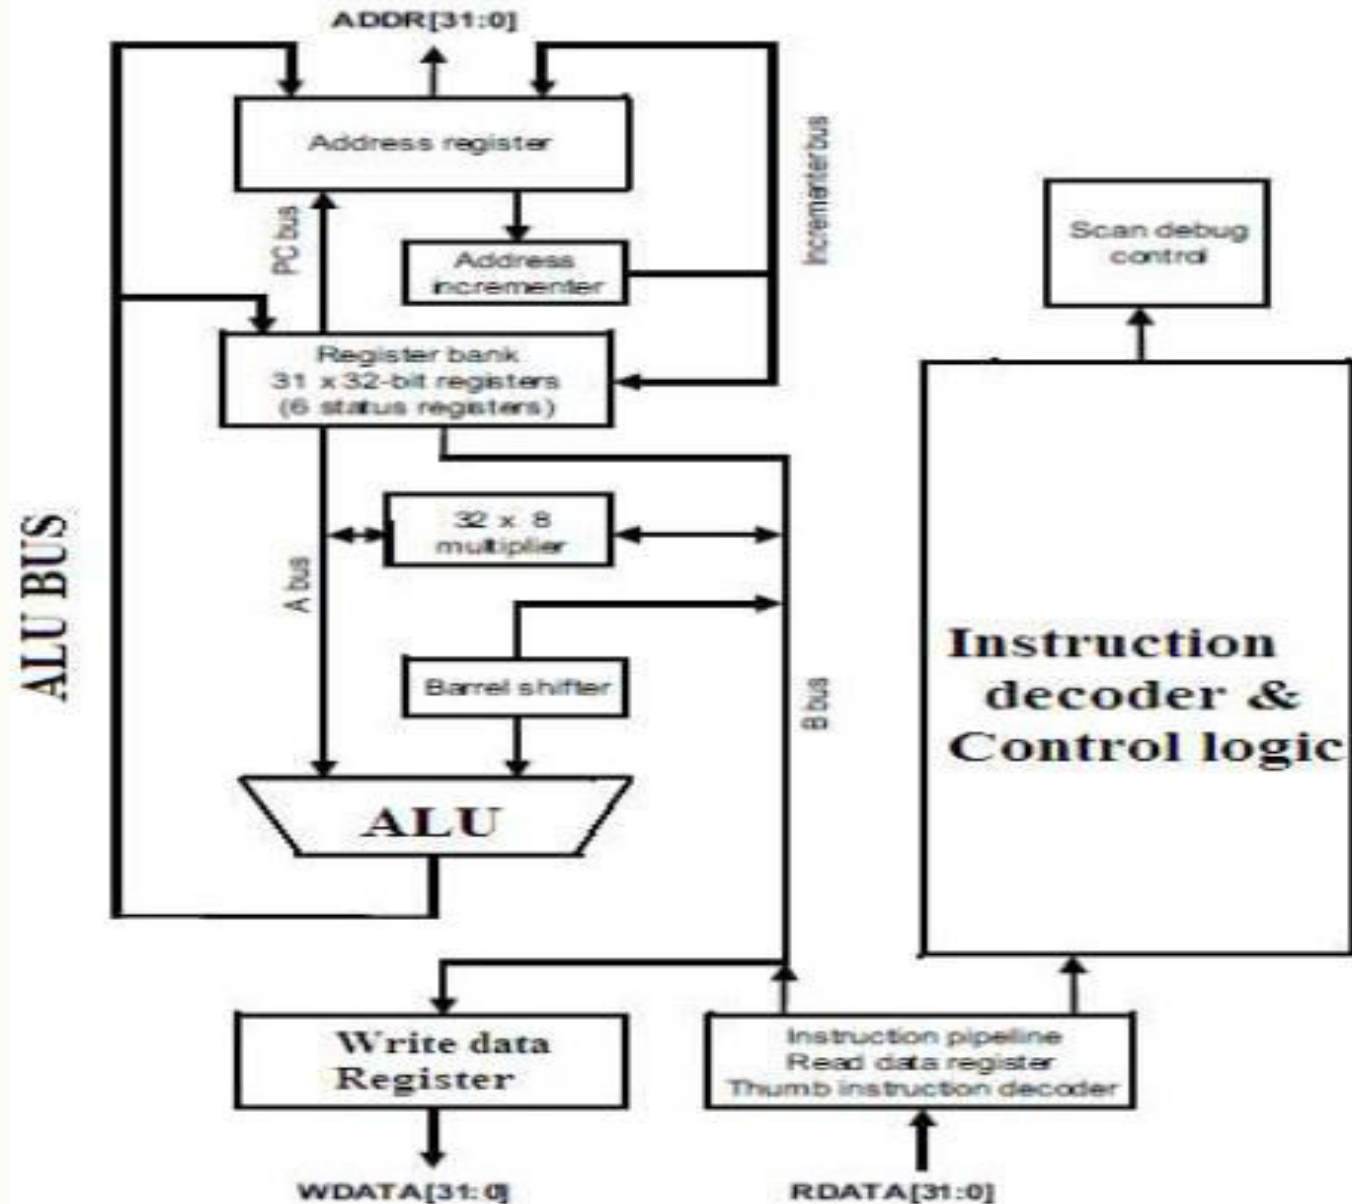 ADDR[31:0]
Address register
PC bus
Incrementer bus
Address
incrementer
Scan debug
control
Register bank
31 x 32-bit registers
(6 status registers)
ALU BUS
32 x 8
multiplier
A bus
Barrel shifter
B bus
Instruction
decoder &
Control logic
ALU
Write data
Register
Instruction pipeline
Read data register
Thumb instruction decoder
WDATA[31:0]
RDATA[31:0]